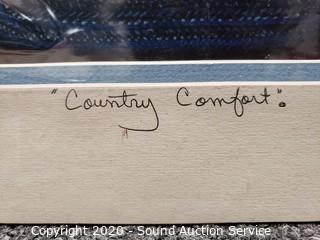 "Country Comfort".
Copyright 2020 - Sound Auction Service